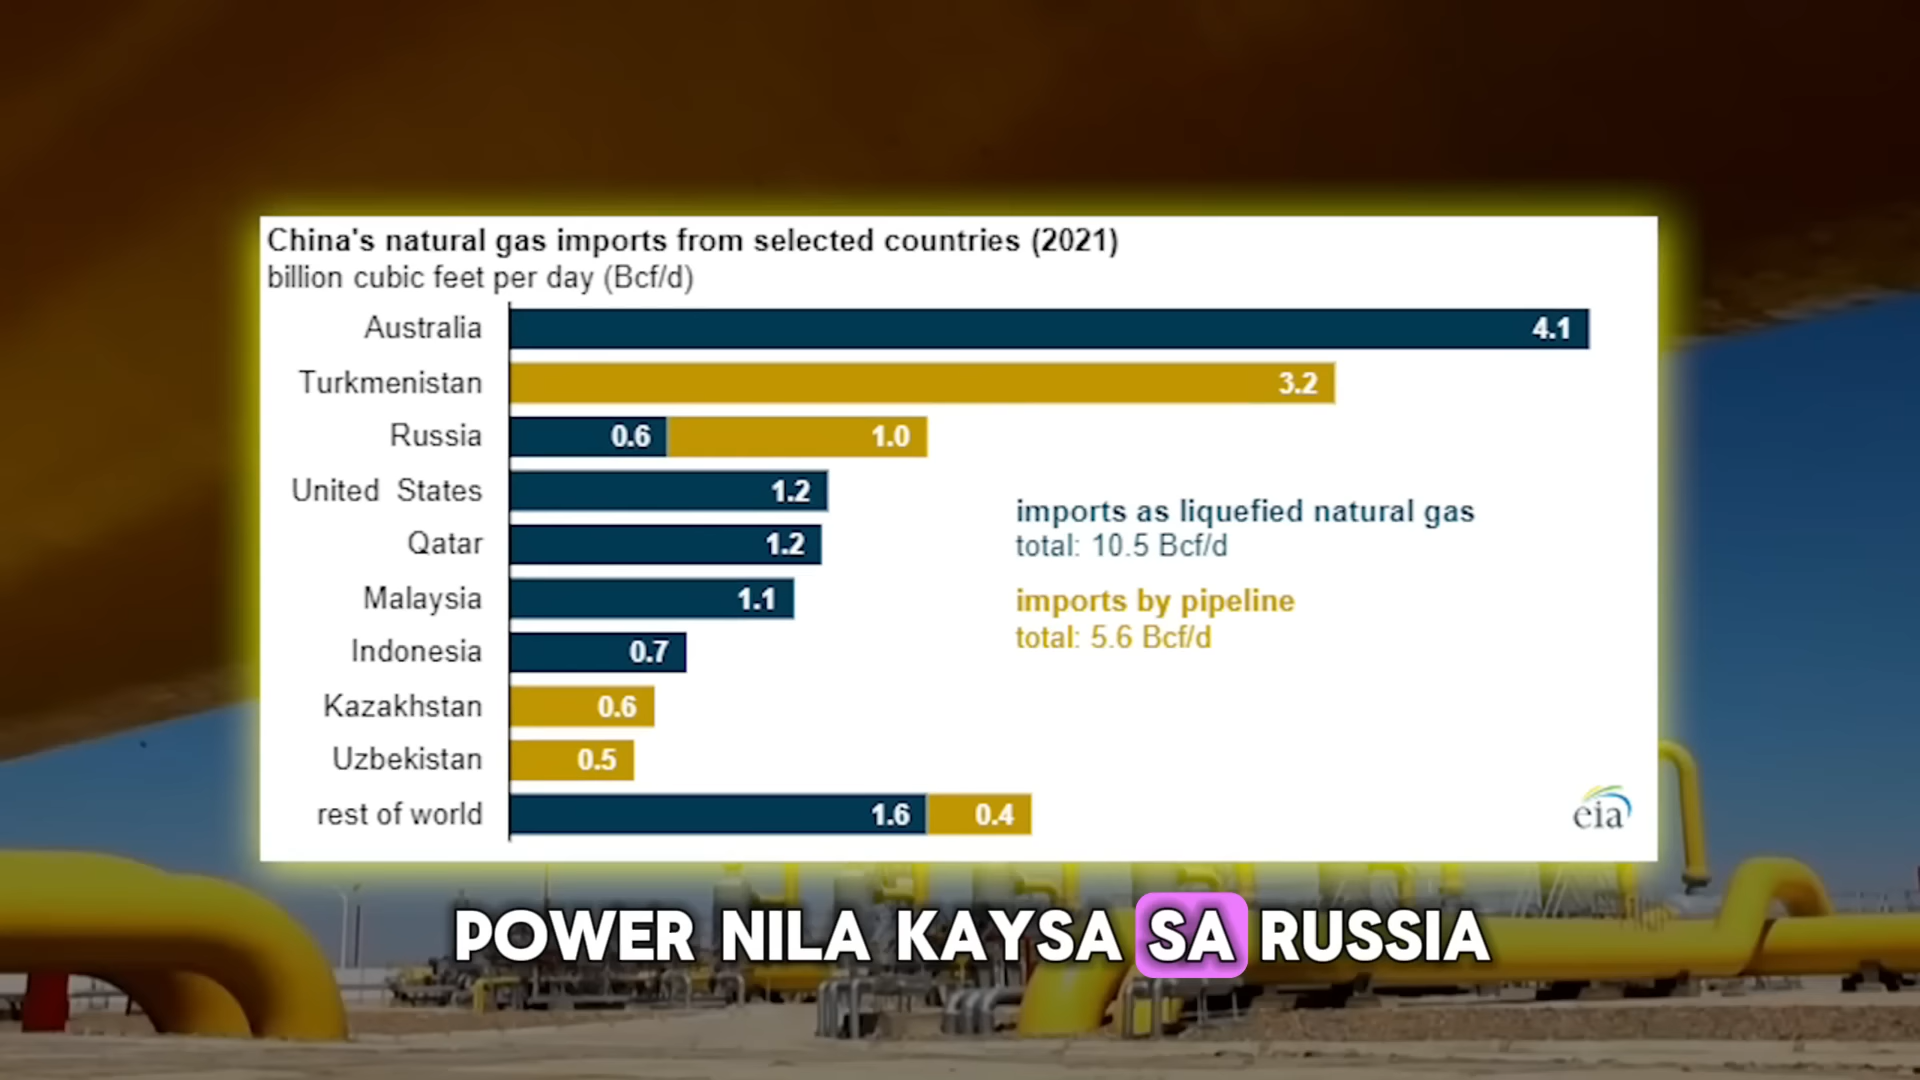 China's natural gas imports from selected countries (2021)
billion cubic feet per day (Bcf/d)
Australia 4.1
Turkmenistan 3.2
Russia 0.6 1.0
United States 1.2
Qatar 1.2
Malaysia 1.1
Indonesia 0.7
Kazakhstan 0.6
Uzbekistan 0.5
rest of world 1.6 0.4
imports as liquefied natural gas
total: 10.5 Bcf/d
imports by pipeline
total: 5.6 Bcf/d
eia
POWER NILA KAYSA SA RUSSIA